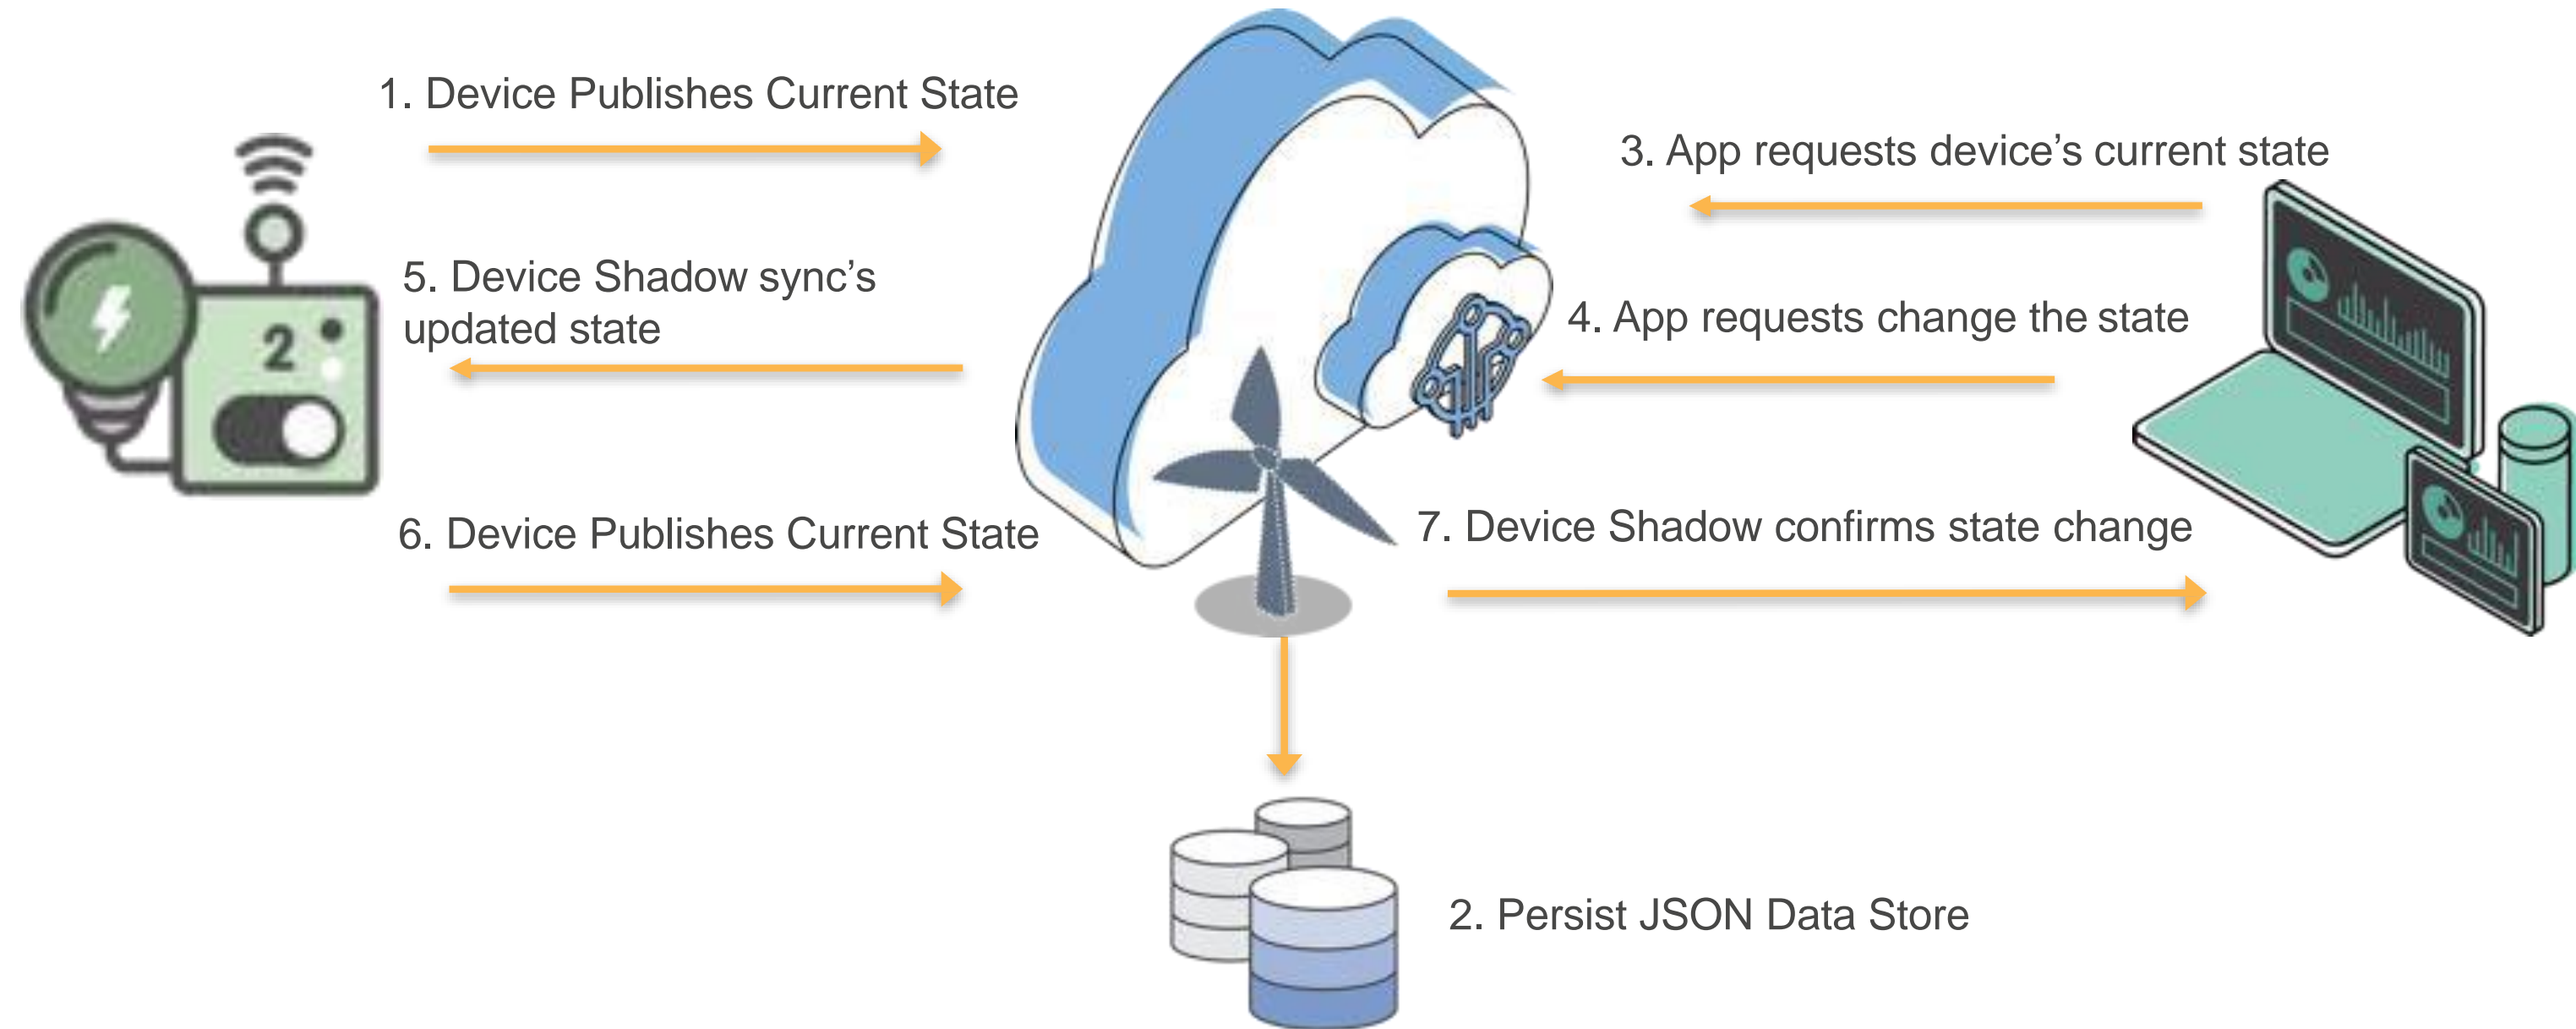 1. Device Publishes Current State
3. App requests device’s current state
5. Device Shadow sync’s
updated state
2
4. App requests change the state
6. Device Publishes Current State
7. Device Shadow confirms state change
2. Persist JSON Data Store